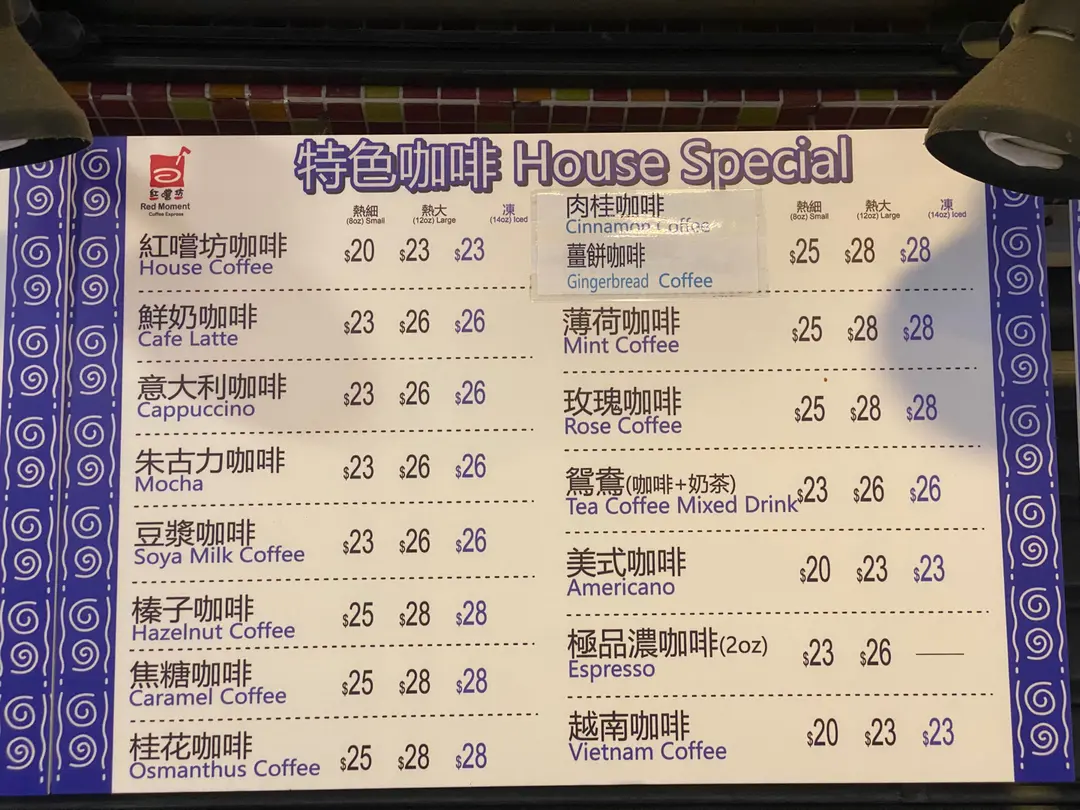 特色咖啡 House Special
紅嚐坊
Red Moment
Coffee Express
熱細 熱大 凍
(8oz) Small (12oz) Large (14oz) Iced
紅嚐坊咖啡 $20 $23 $23
House Coffee
鮮奶咖啡 $23 $26 $26
Cafe Latte
意大利咖啡 $23 $26 $26
Cappuccino
朱古力咖啡 $23 $26 $26
Mocha
豆漿咖啡 $23 $26 $26
Soya Milk Coffee
榛子咖啡 $25 $28 $28
Hazelnut Coffee
焦糖咖啡 $25 $28 $28
Caramel Coffee
桂花咖啡 $25 $28 $28
Osmanthus Coffee
熱細 熱大 凍
(8oz) Small (12oz) Large (14oz) Iced
肉桂咖啡
Cinnamon Coffee
薑餅咖啡 $25 $28 $28
Gingerbread Coffee
薄荷咖啡 $25 $28 $28
Mint Coffee
玫瑰咖啡 $25 $28 $28
Rose Coffee
鴛鴦(咖啡+奶茶) $23 $26 $26
Tea Coffee Mixed Drink
美式咖啡 $20 $23 $23
Americano
極品濃咖啡(2oz) $23 $26 —
Espresso
越南咖啡 $20 $23 $23
Vietnam Coffee